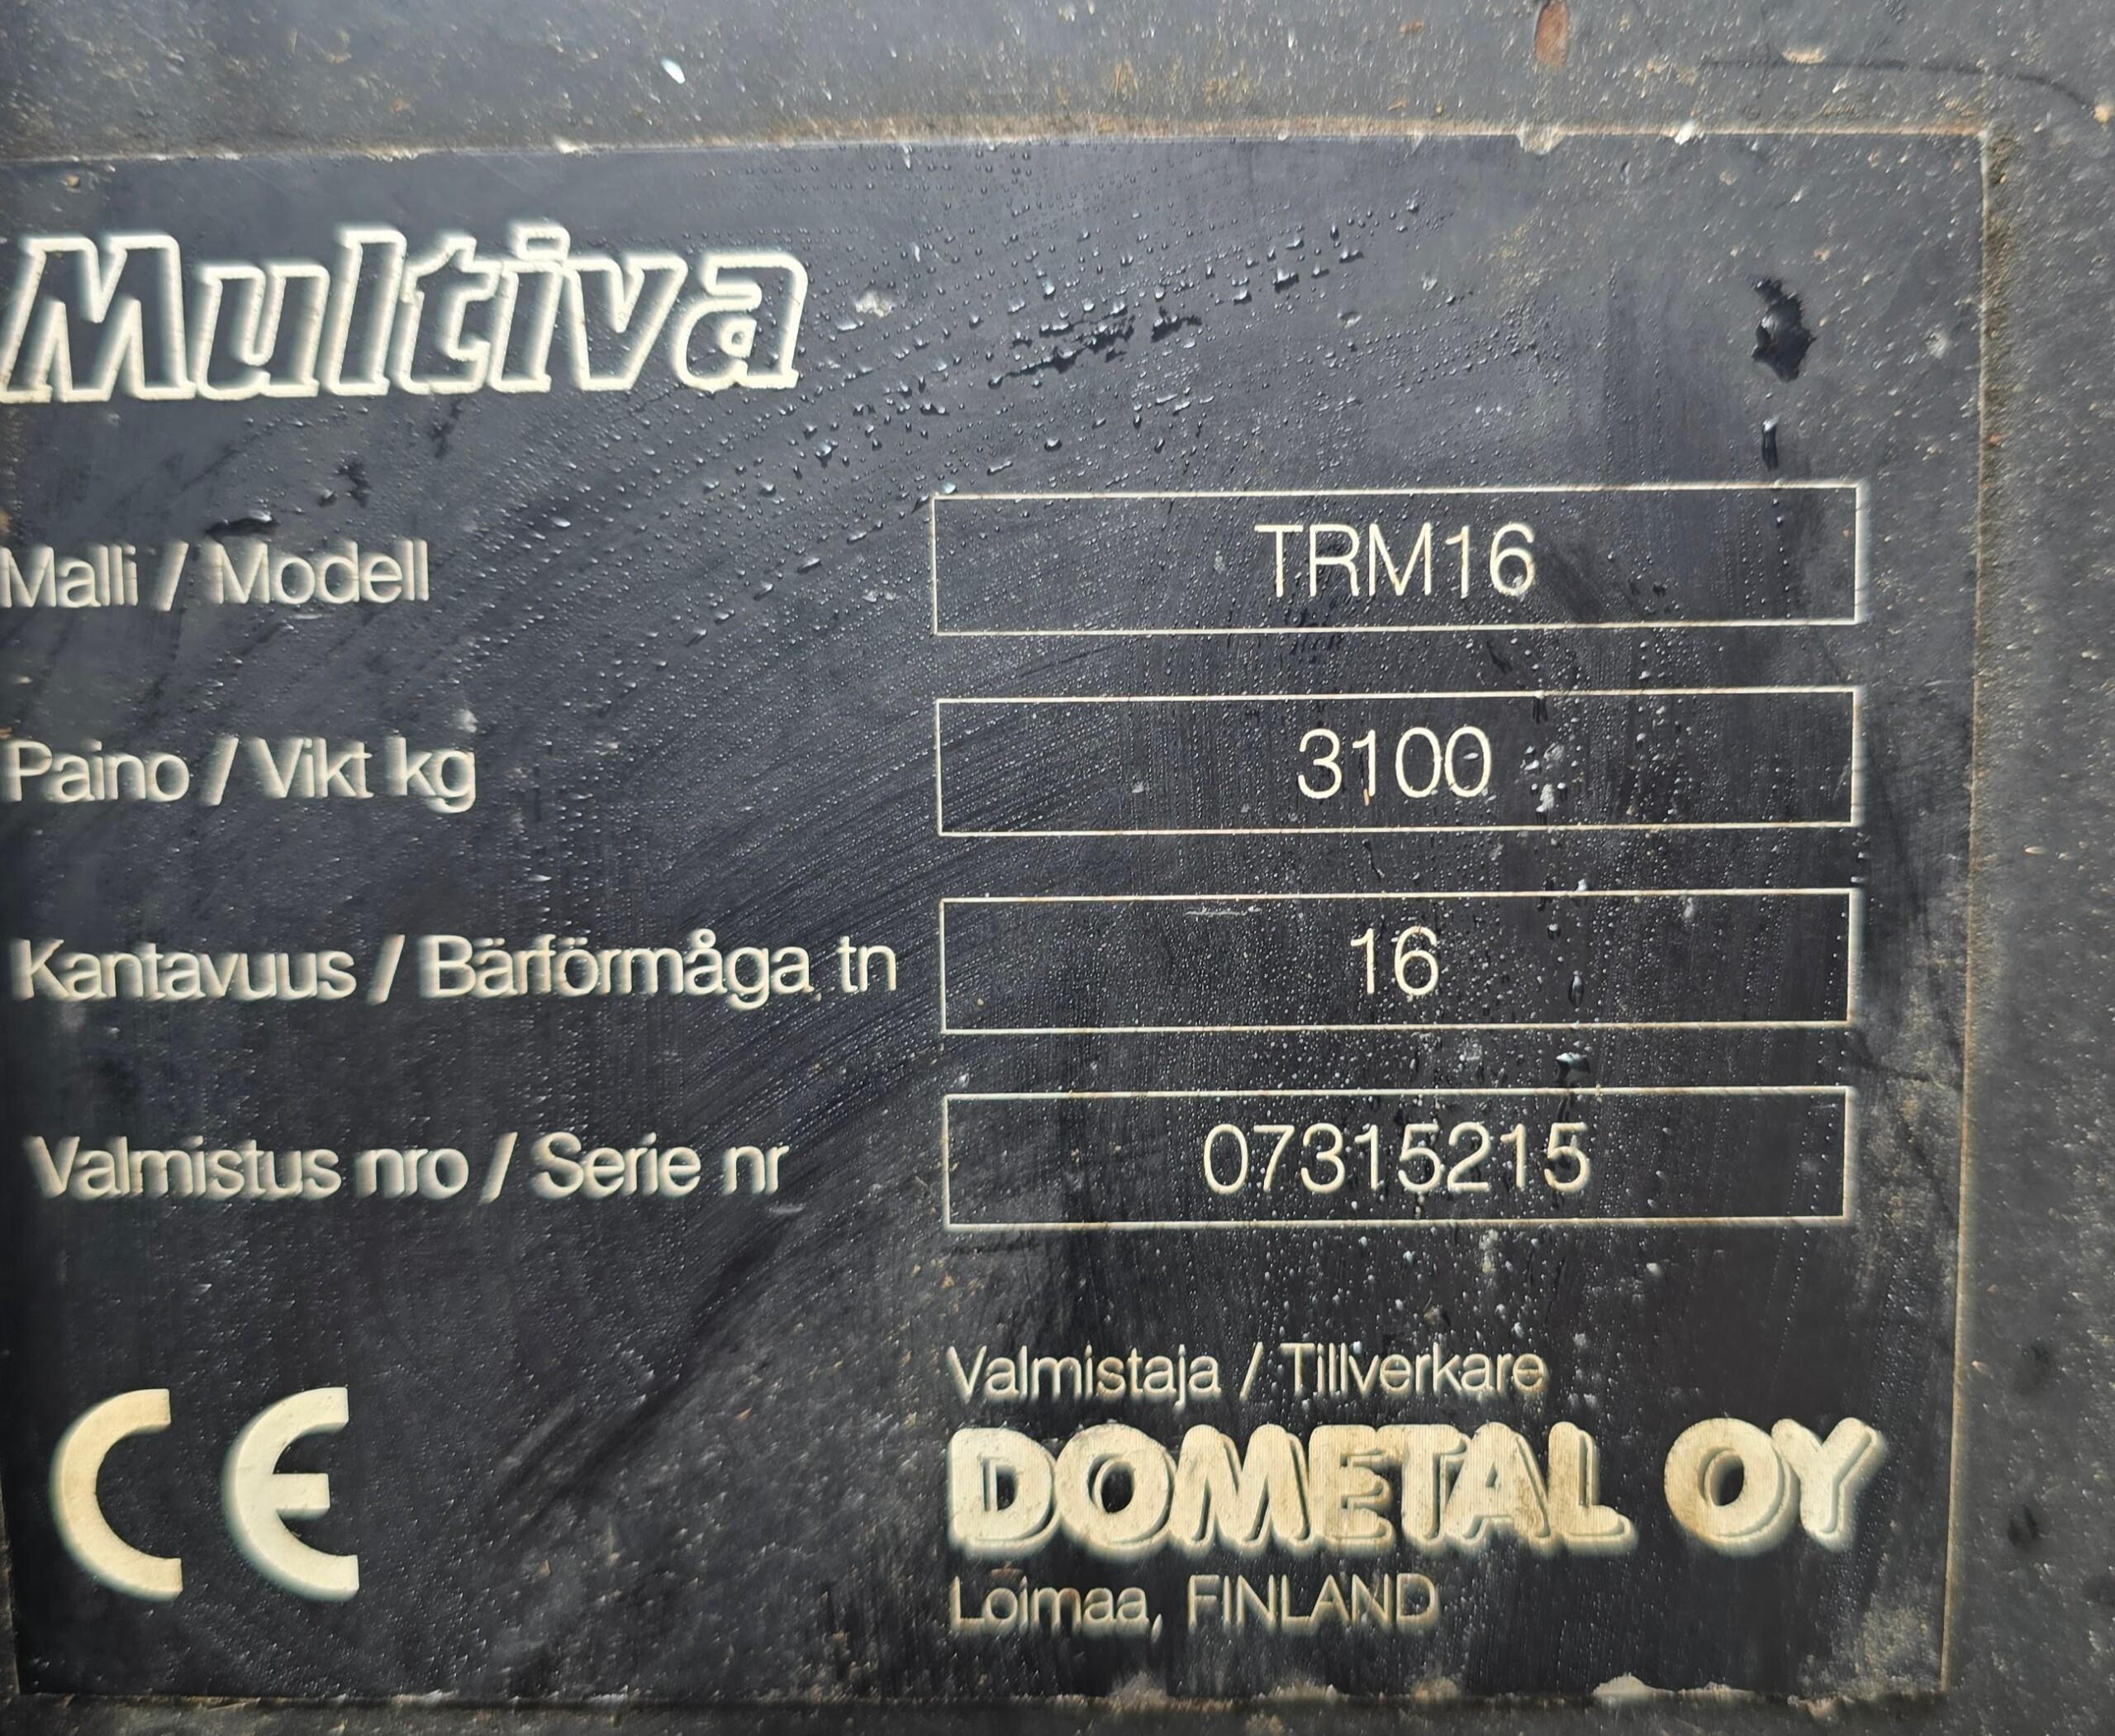 Multiva
Malli / Modell TRM16
Paino / Vikt kg 3100
Kantavuus / Bärförmåga tn 16
Valmistus nro / Serie nr 07315215
CE
Valmistaja / Tillverkare
DOMETAL OY
Loimaa, FINLAND